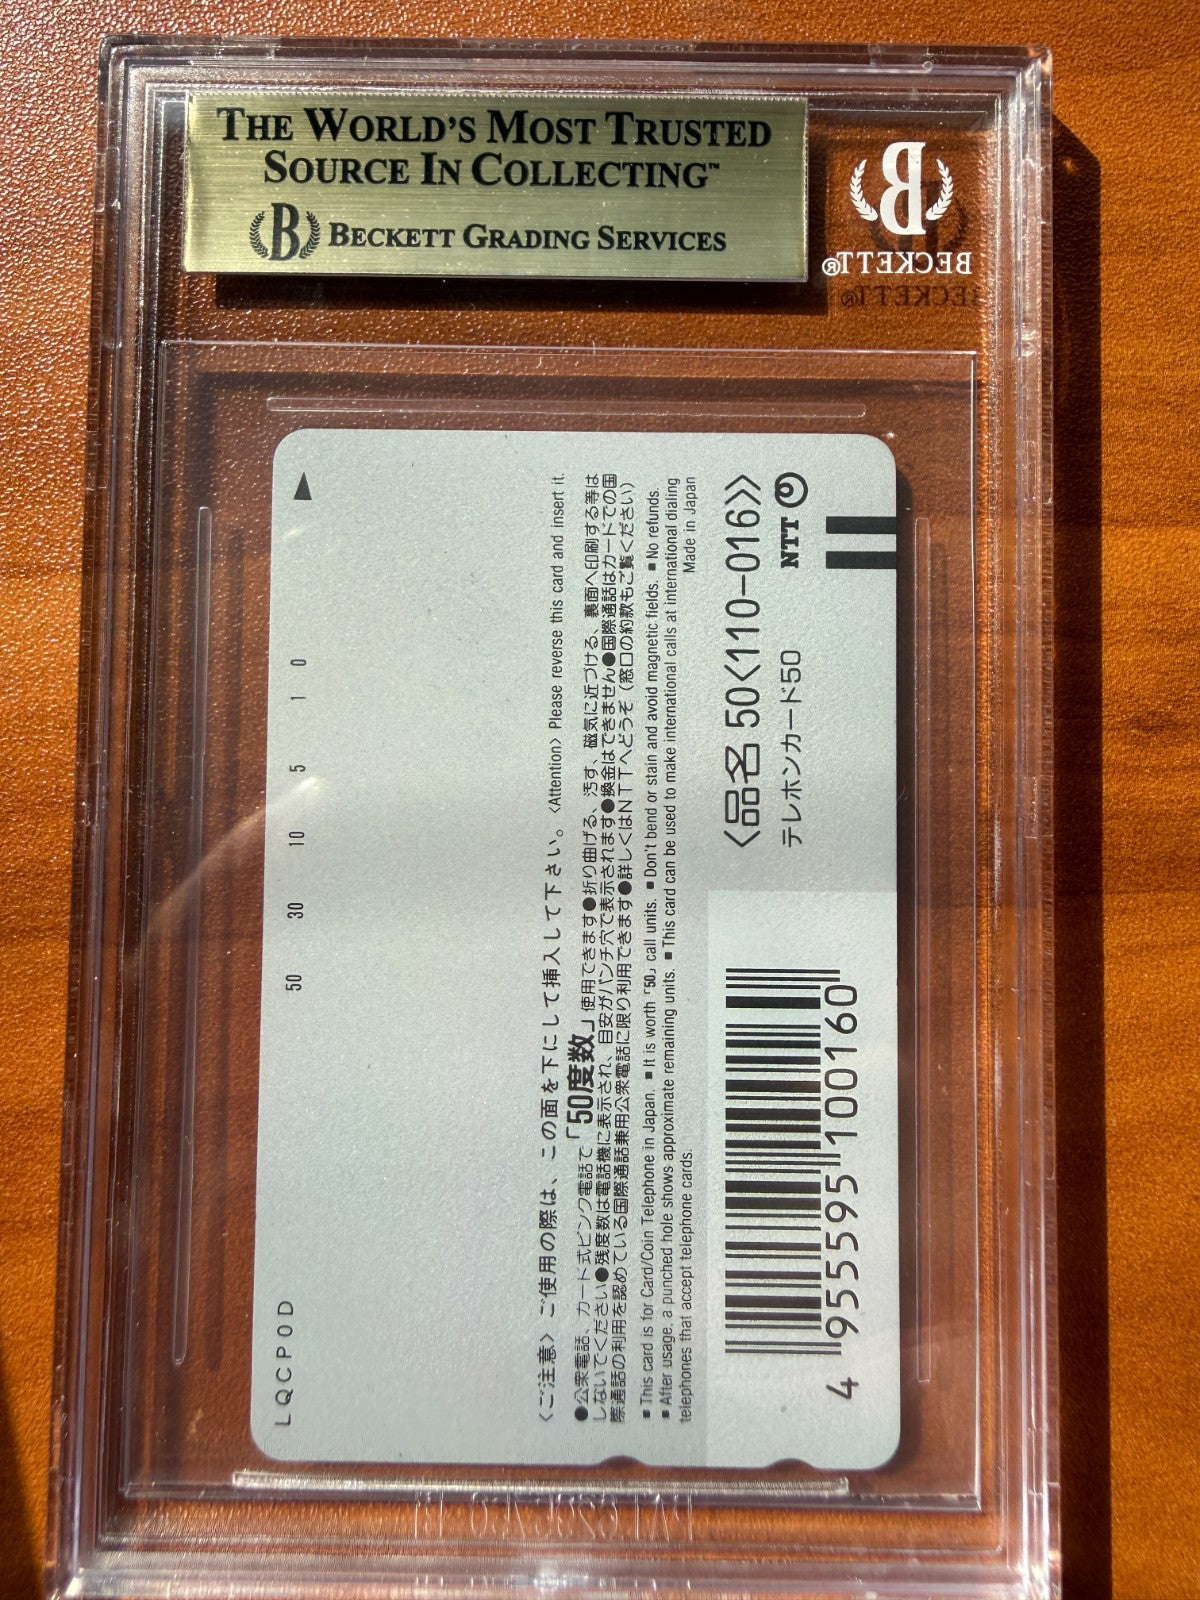 THE WORLD'S MOST TRUSTED
SOURCE IN COLLECTING™
B BECKETT GRADING SERVICES
B
BECKETT®
LQCP0D
50 30 10 5 1 0
〈ご注意〉ご使用の際は、この面を下にして挿入して下さい。〈Attention〉Please reverse this card and insert it.
●公衆電話、カード式ピンク電話で「50度数」使用できます●折り曲げる、汚す、磁気に近づける、裏面へ印刷する等は
しないでください●残度数は電話機に表示され、目安がパンチ穴で表示されます●換金はできません●国際通話はカードでの国
際通話の利用を認めている国際通話兼用公衆電話に限り利用できます●詳しくはNTTへどうぞ（窓口の約款もご覧ください）
■This card is for Card/Coin Telephone in Japan. ■It is worth「50」call units. ■Don't bend or stain and avoid magnetic fields. ■No refunds.
■After usage, a punched hole shows approximate remaining units. ■This card can be used to make international calls at international dialing
telephones that accept telephone cards. Made in Japan
〈品名 50〈110−016〉〉
テレホンカード50
NTT
4 955595 100160